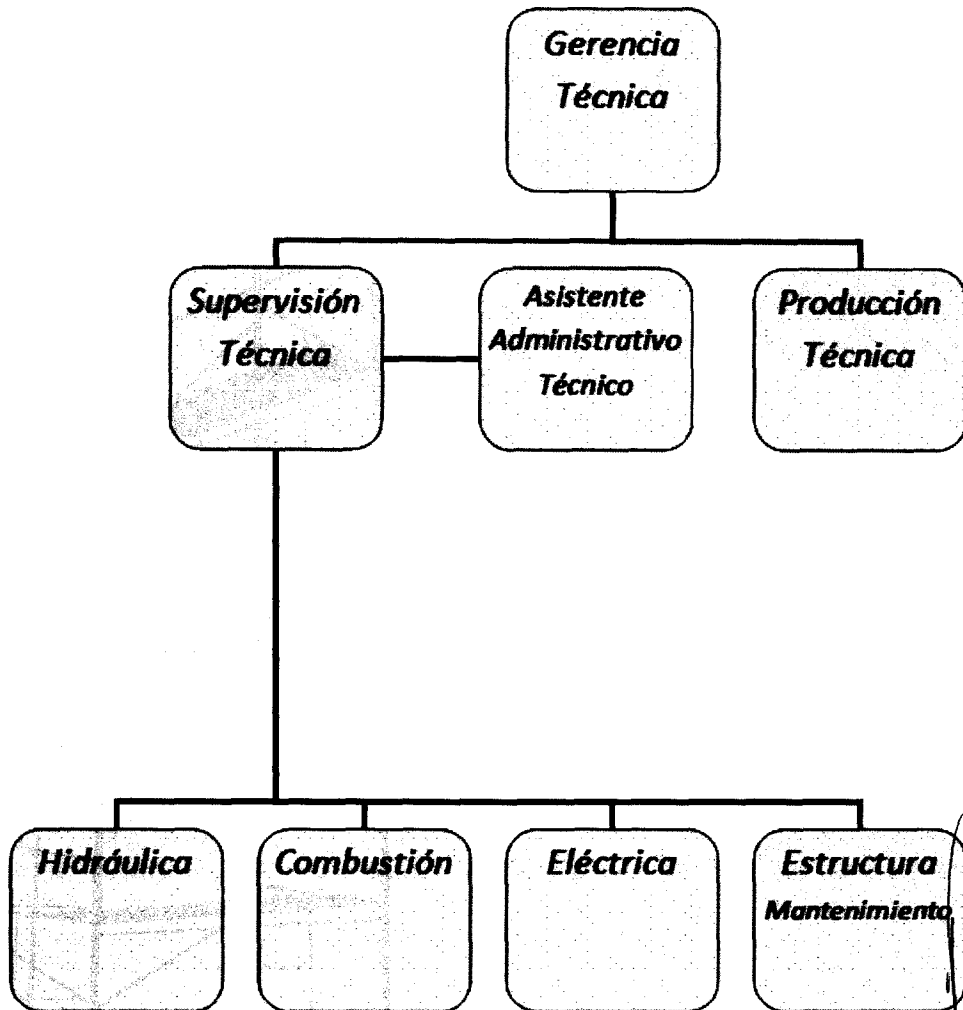 Gerencia
Técnica
Supervisión
Técnica
Asistente
Administrativo
Técnico
Producción
Técnica
Hidráulica
Combustión
Eléctrica
Estructura
Mantenimiento